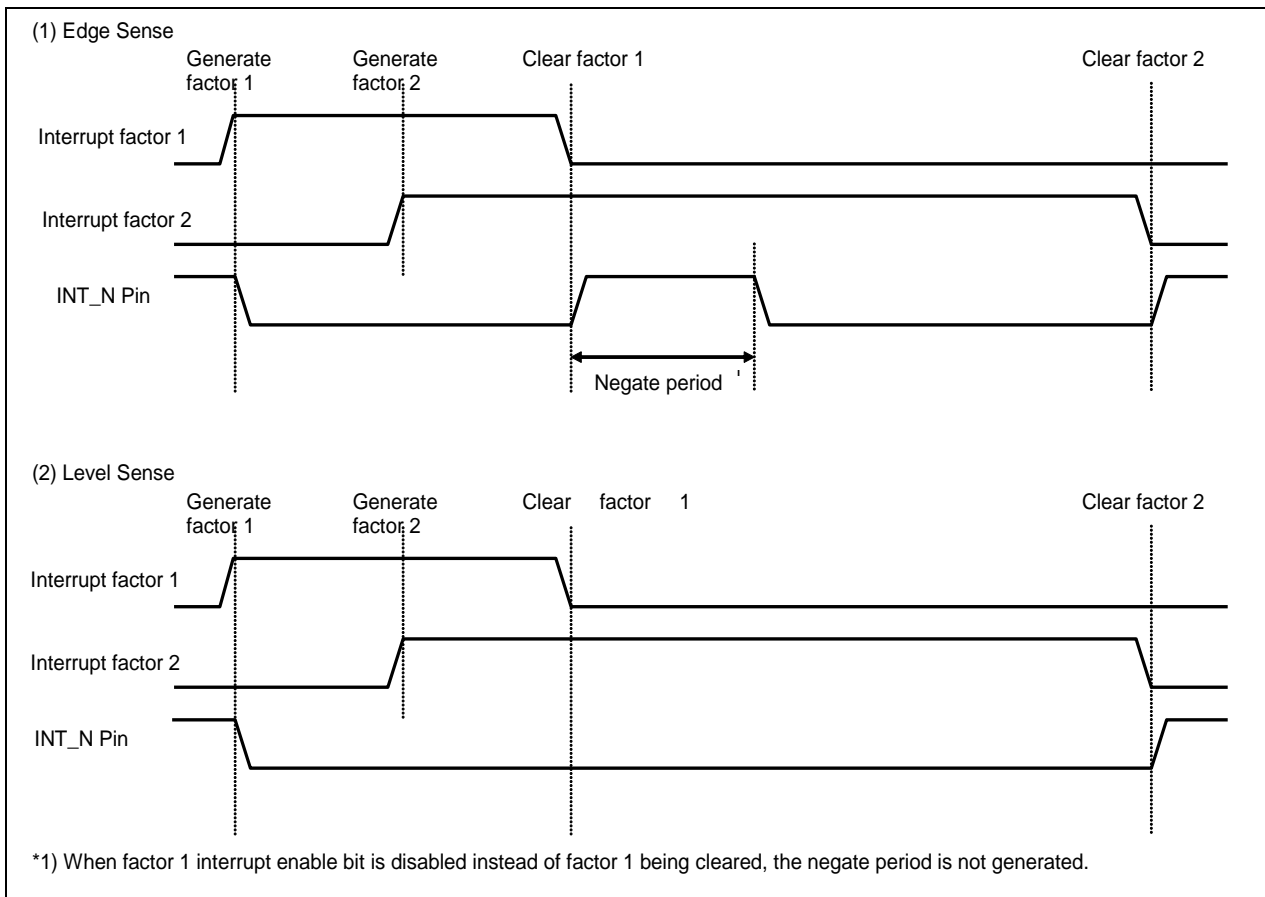 (1) Edge Sense
Generate factor 1
Generate factor 2
Clear factor 1
Clear factor 2
Interrupt factor 1
Interrupt factor 2
INT_N Pin
Negate period '
(2) Level Sense
Generate factor 1
Generate factor 2
Clear factor 1
Clear factor 2
Interrupt factor 1
Interrupt factor 2
INT_N Pin
*1) When factor 1 interrupt enable bit is disabled instead of factor 1 being cleared, the negate period is not generated.